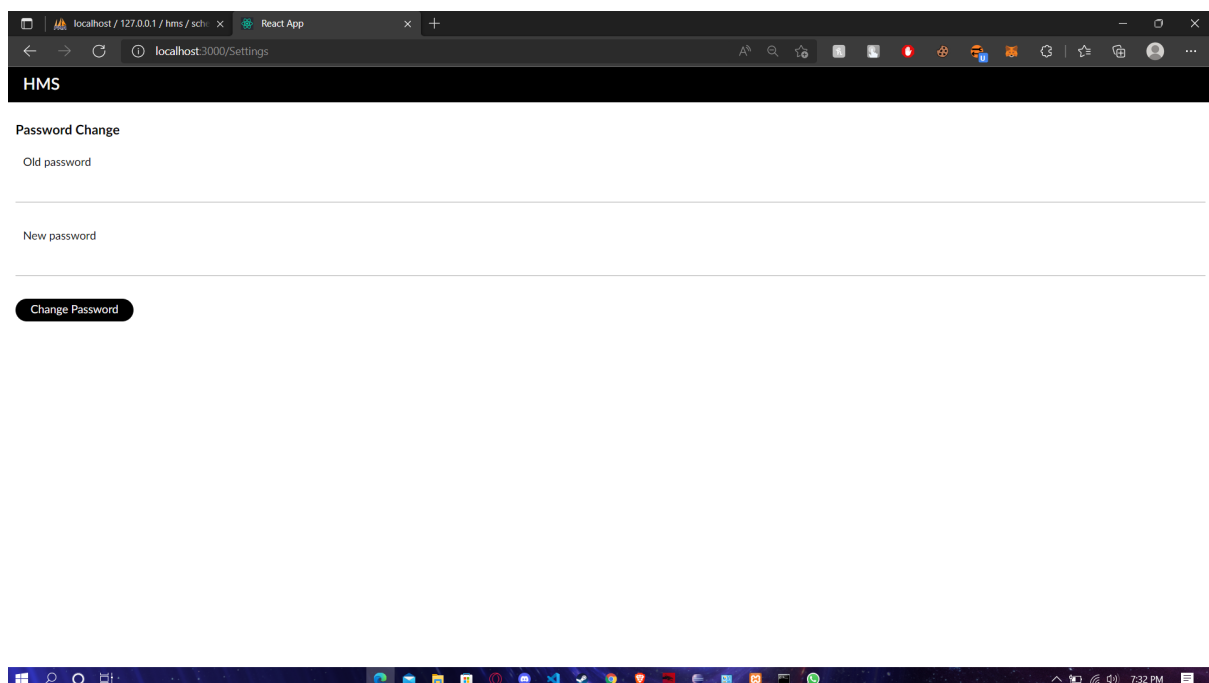 localhost / 127.0.0.1 / hms / sche
React App
localhost:3000/Settings
HMS
Password Change
Old password
New password
Change Password
7:32 PM